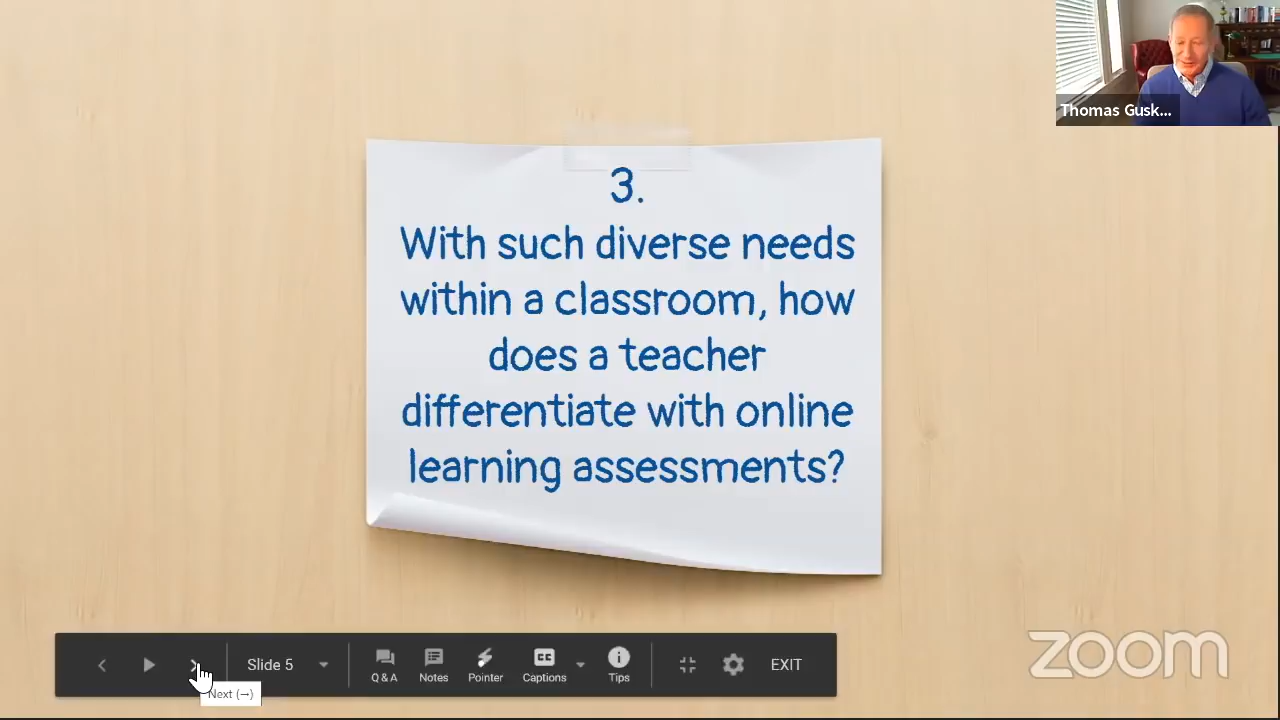 Thomas Gusk...
3.
With such diverse needs
within a classroom, how
does a teacher
differentiate with online
learning assessments?
Slide 5
Q & A
Notes
Pointer
CC
Captions
Tips
EXIT
Next (→)
zoom